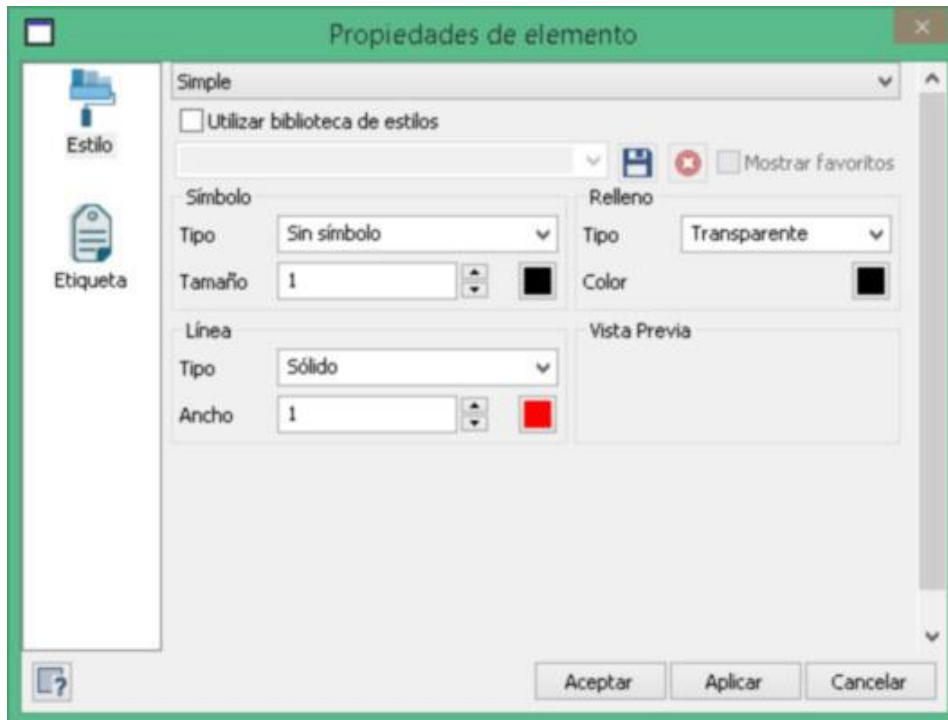 Propiedades de elemento
Estilo
Etiqueta
Simple
Utilizar biblioteca de estilos
Mostrar favoritos
Símbolo
Tipo Sin símbolo
Tamaño 1
Relleno
Tipo Transparente
Color
Línea
Tipo Sólido
Ancho 1
Vista Previa
? Aceptar Aplicar Cancelar